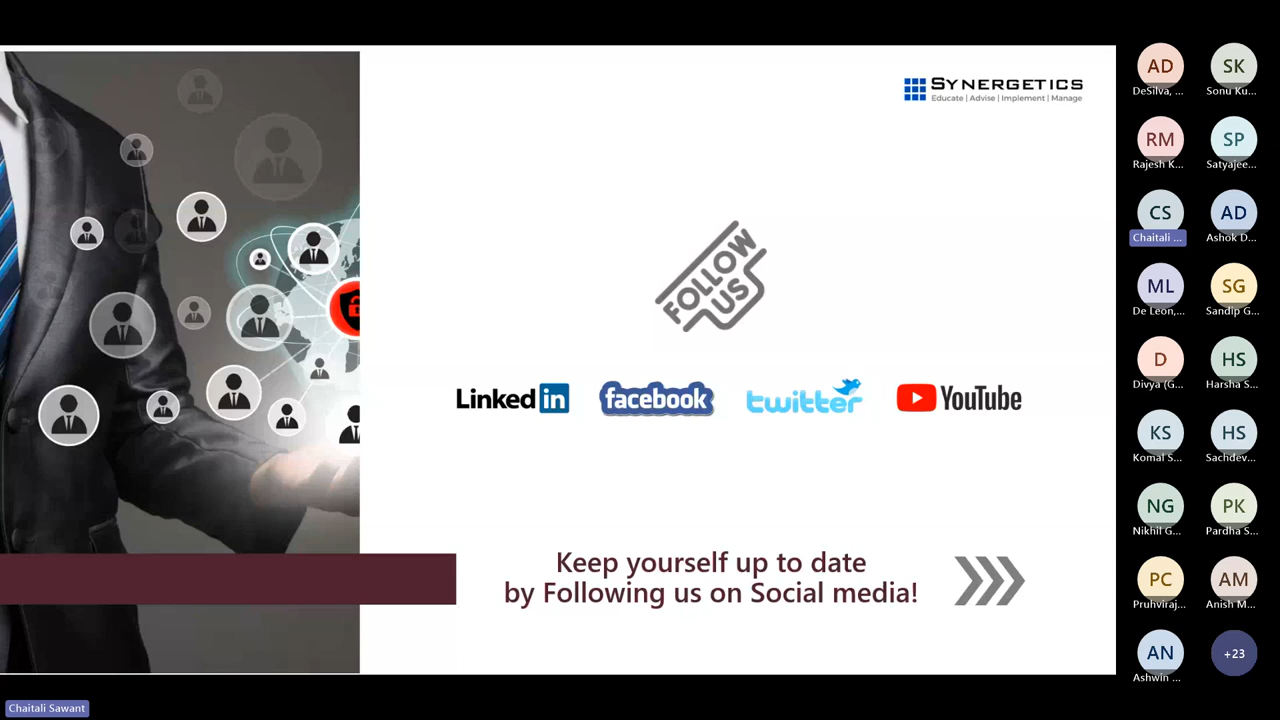 SYNERGETICS
Educate | Advise | Implement | Manage
FOLLOW
US
Linked in
facebook
twitter
YouTube
Keep yourself up to date
by Following us on Social media!
AD
DeSilva, ...
SK
Sonu Ku...
RM
Rajesh K...
SP
Satyajee...
CS
Chaitali ...
AD
Ashok D...
ML
De Leon,...
SG
Sandip G...
D
Divya (G...
HS
Harsha S...
KS
Komal S...
HS
Sachdev...
NG
Nikhil G...
PK
Pardha S...
PC
Pruhviraj...
AM
Anish M...
AN
Ashwin ...
+23
Chaitali Sawant